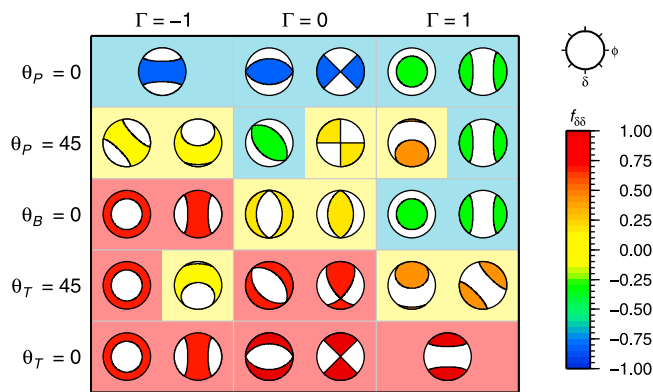 Γ = −1 Γ = 0 Γ = 1
θP = 0
θP = 45
θB = 0
θT = 45
θT = 0
ϕ
δ
fδδ
1.00
0.75
0.50
0.25
0.00
−0.25
−0.50
−0.75
−1.00